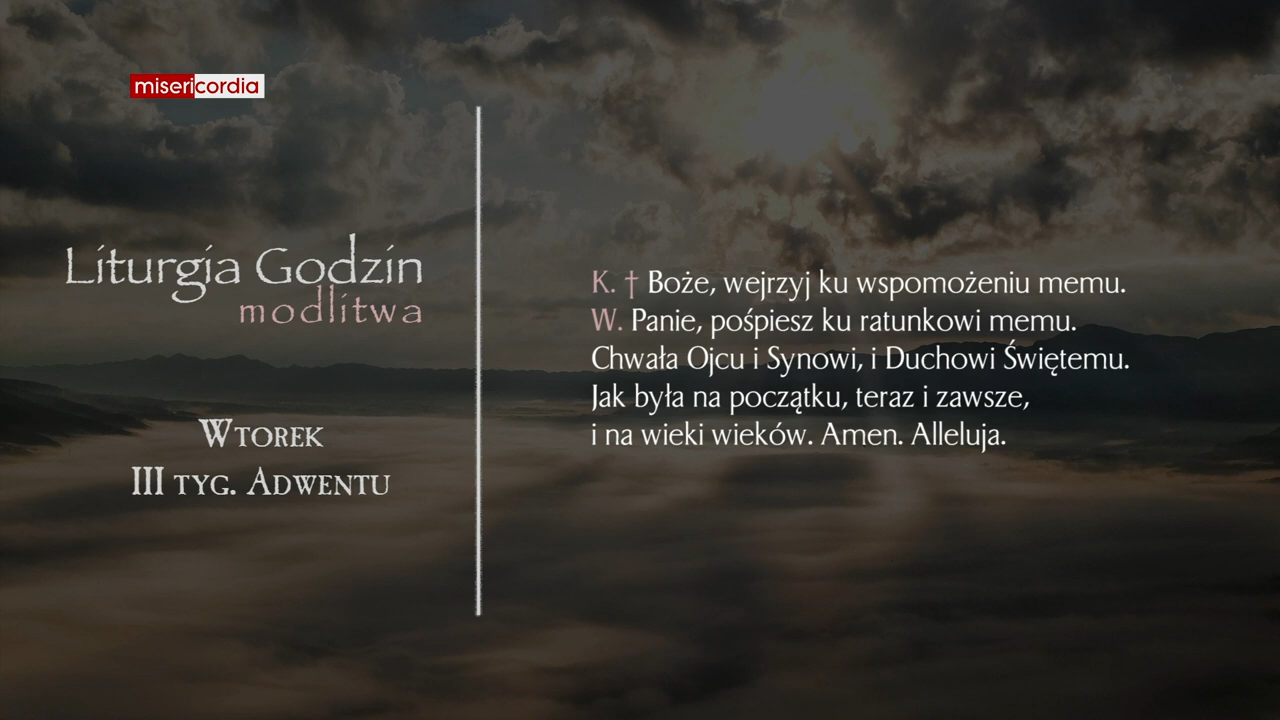 misericordia
Liturgia Godzin
modlitwa
Wtorek
III tyg. Adwentu
K. † Boże, wejrzyj ku wspomożeniu memu.
W. Panie, pośpiesz ku ratunkowi memu.
Chwała Ojcu i Synowi, i Duchowi Świętemu.
Jak była na początku, teraz i zawsze,
i na wieki wieków. Amen. Alleluja.